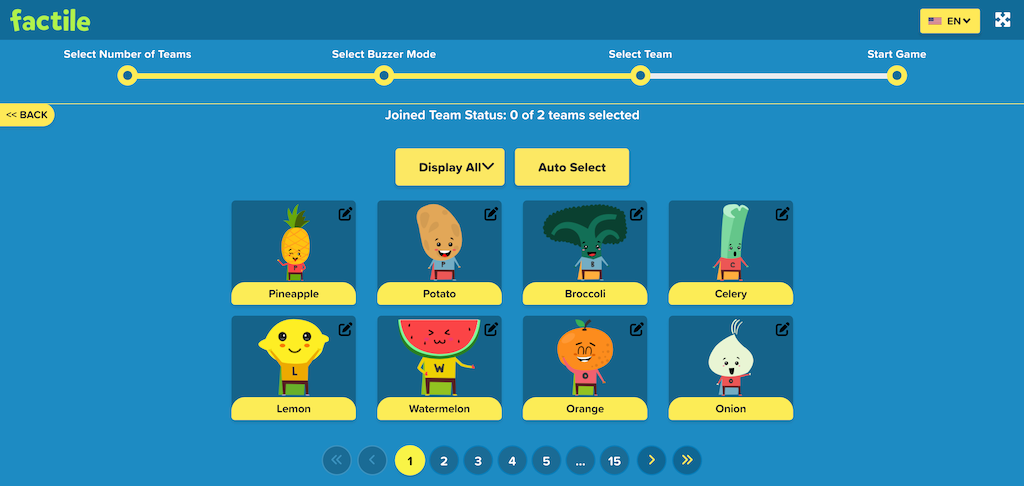 factile
EN
Select Number of Teams
Select Buzzer Mode
Select Team
Start Game
<< BACK
Joined Team Status: 0 of 2 teams selected
Display All
Auto Select
P
P
B
C
Pineapple
Potato
Broccoli
Celery
L
W
O
O
Lemon
Watermelon
Orange
Onion
« ‹ 1 2 3 4 5 ... 15 › »